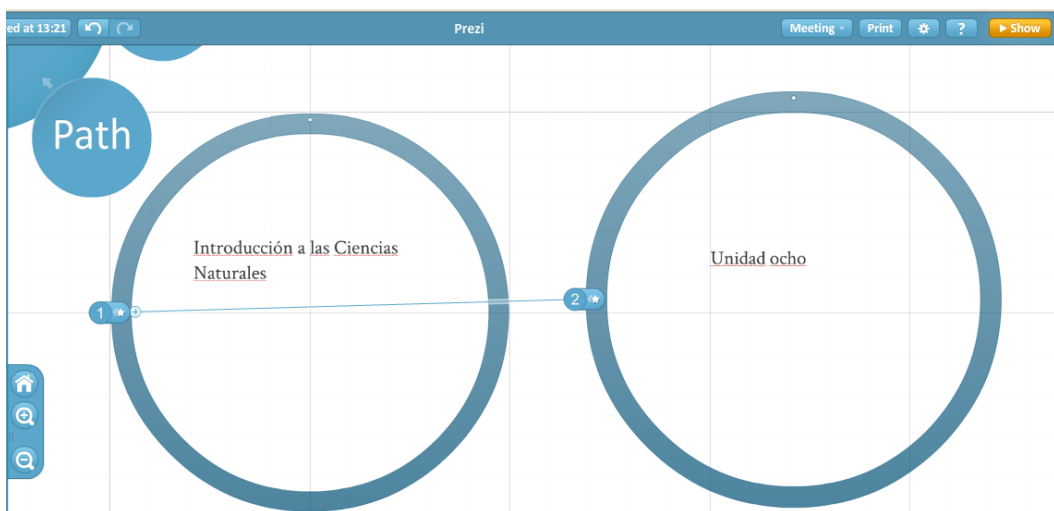 ed at 13:21
Prezi
Meeting
Print
?
Show
Path
Introducción a las Ciencias
Naturales
Unidad ocho
1
2